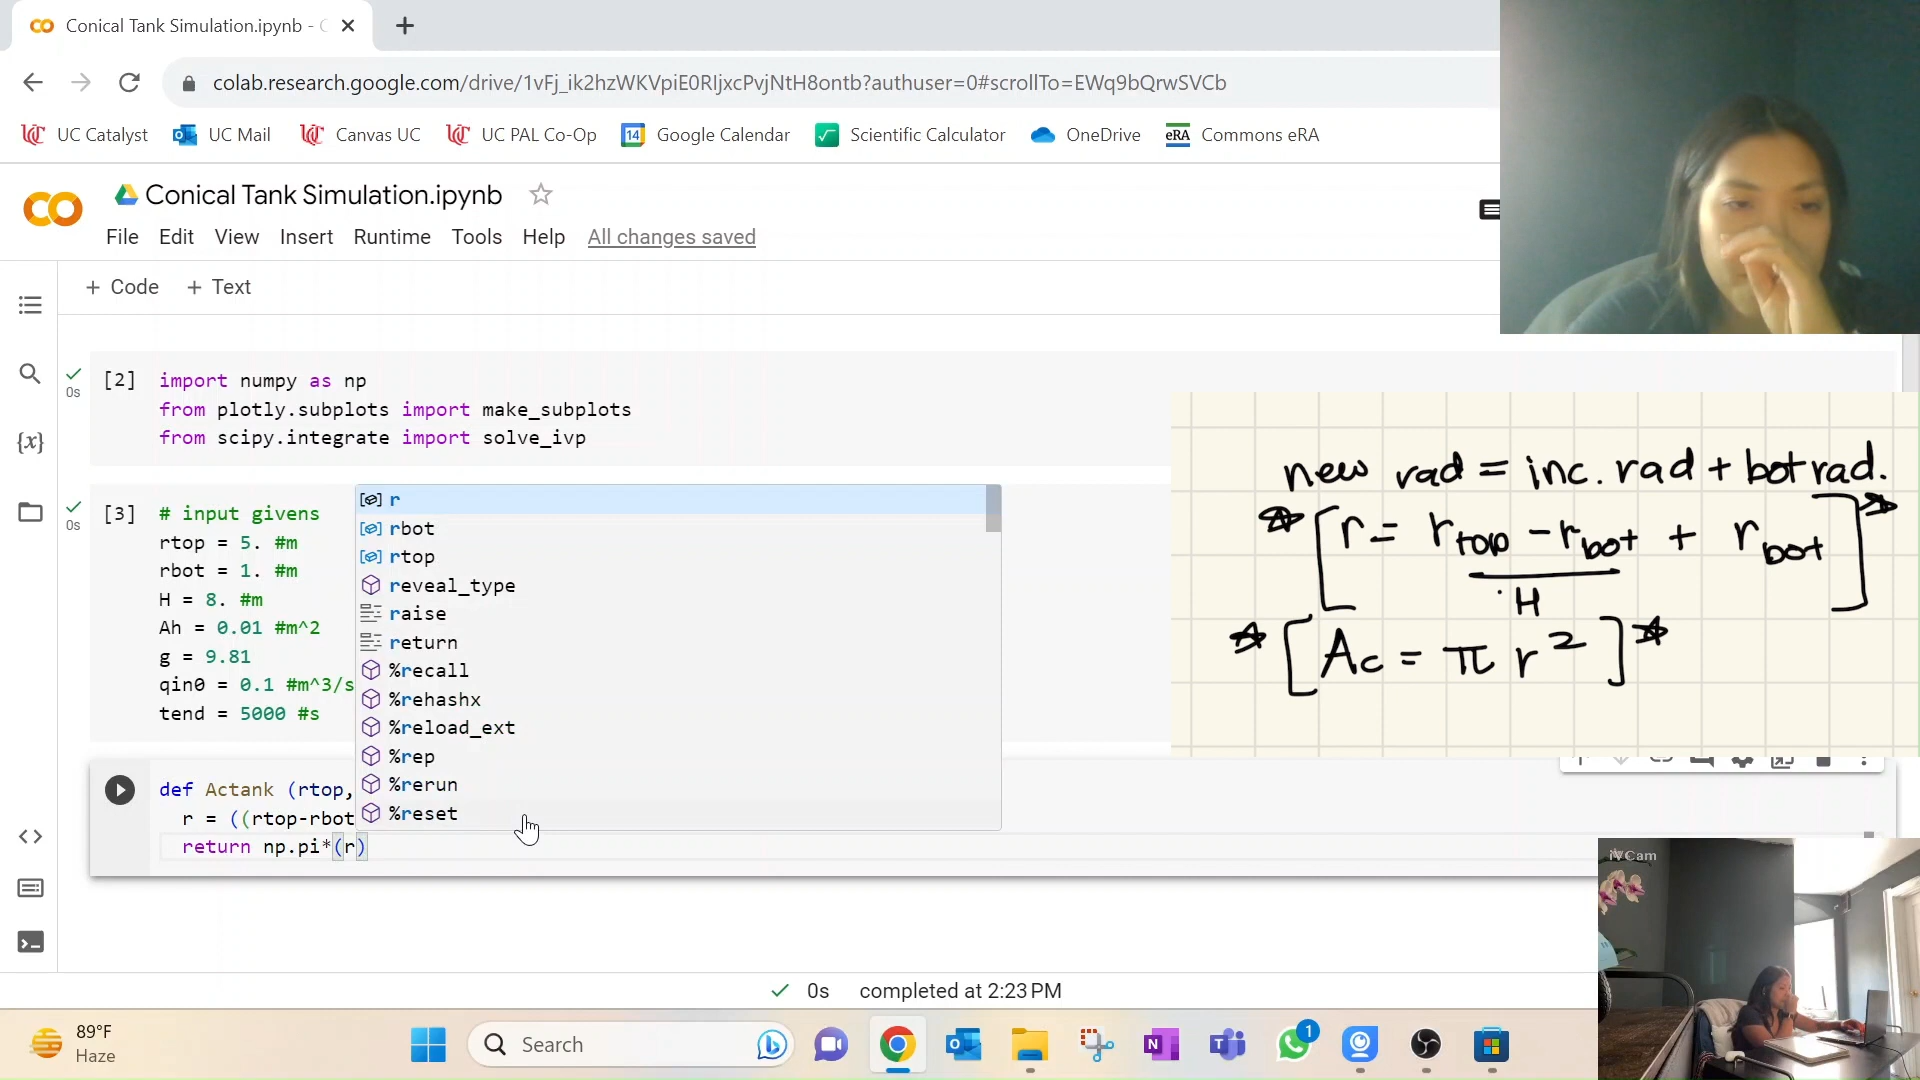 Conical Tank Simulation.ipynb - C
colab.research.google.com/drive/1vFj_ik2hzWKVpiE0RIjxcPvjNtH8ontb?authuser=0#scrollTo=EWq9bQrwSVCb
UC Catalyst UC Mail Canvas UC UC PAL Co-Op 14 Google Calendar Scientific Calculator OneDrive eRA Commons eRA
Conical Tank Simulation.ipynb
File Edit View Insert Runtime Tools Help All changes saved
+ Code + Text
[2] import numpy as np
0s
from plotly.subplots import make_subplots
from scipy.integrate import solve_ivp
[3] # input givens
0s
rtop = 5. #m
rbot = 1. #m
H = 8. #m
Ah = 0.01 #m^2
g = 9.81
qin0 = 0.1 #m^3/s
tend = 5000 #s
r
rbot
rtop
reveal_type
raise
return
%recall
%rehashx
%reload_ext
%rep
%rerun
%reset
def Actank (rtop,
r = ((rtop-rbot
return np.pi*(r)
new rad = inc. rad + bot rad.
[r = rtop - rbot + rbot]
H
[Ac = π r²]
iVCam
0s completed at 2:23 PM
89°F
Haze
Search
1